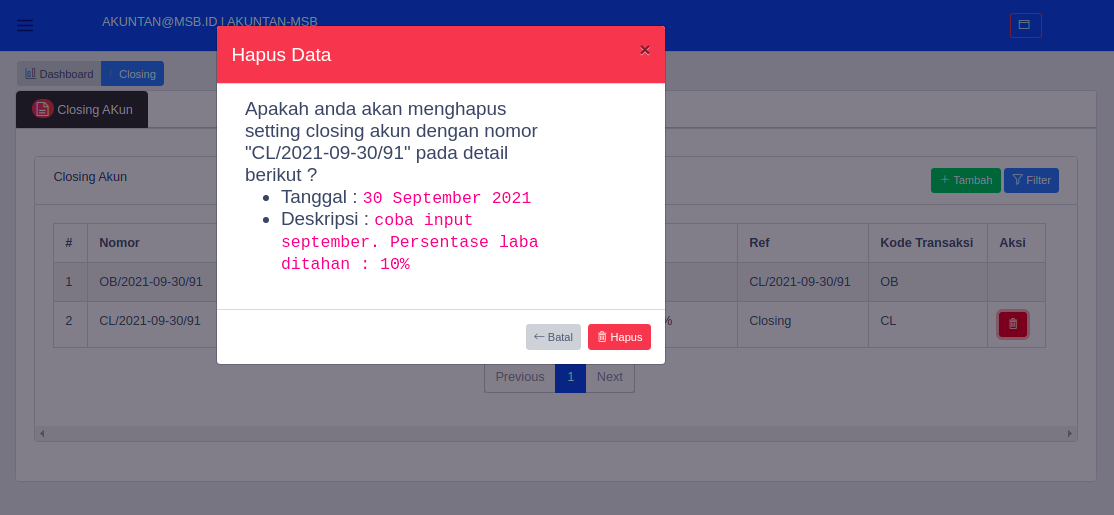 AKUNTAN@MSB.ID | AKUNTAN-MSB
Hapus Data ×
Dashboard Closing
Closing AKun
Apakah anda akan menghapus
setting closing akun dengan nomor
"CL/2021-09-30/91" pada detail
berikut ?
Tanggal : 30 September 2021
Deskripsi : coba input
september. Persentase laba
ditahan : 10%
Batal Hapus
Closing Akun
Tambah Filter
# Nomor Ref Kode Transaksi Aksi
1 OB/2021-09-30/91 CL/2021-09-30/91 OB
2 CL/2021-09-30/91 % Closing CL
Previous 1 Next